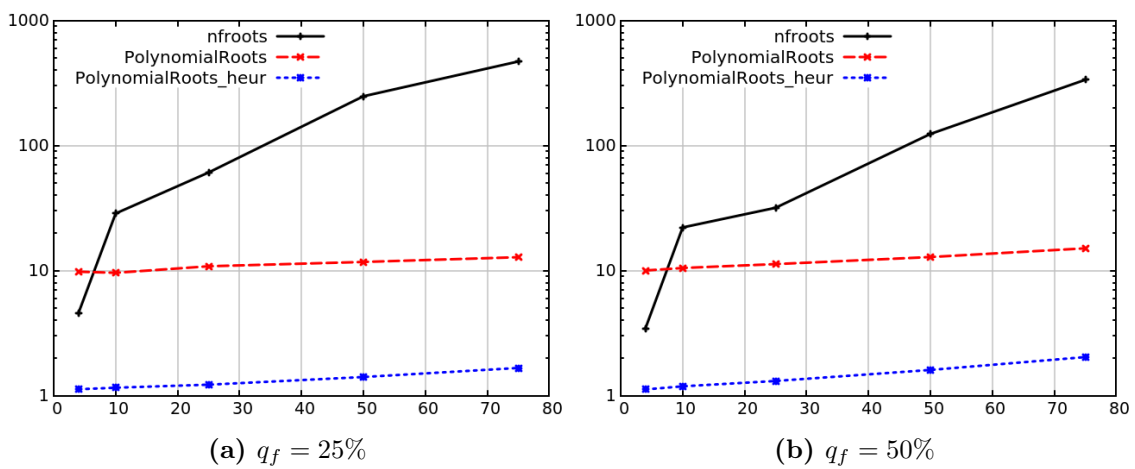 1000
nfroots
PolynomialRoots
PolynomialRoots_heur
100
10
1
0 10 20 30 40 50 60 70 80
(a) q_f = 25%
1000
nfroots
PolynomialRoots
PolynomialRoots_heur
100
10
1
0 10 20 30 40 50 60 70 80
(b) q_f = 50%